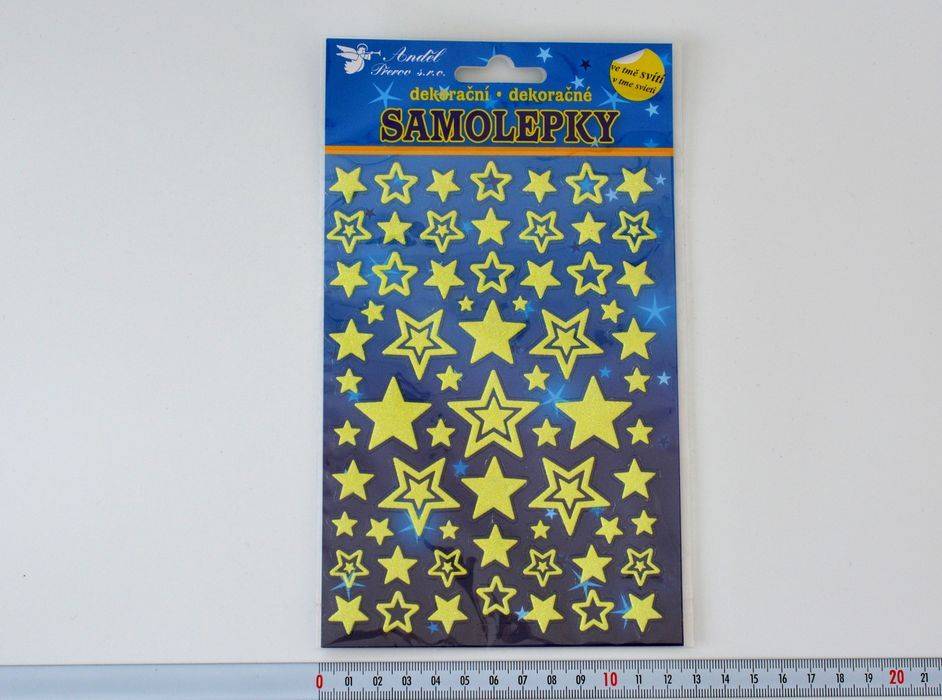 Anděl
Přerov s.r.o.
ve tmě svítí
v tme svieti
dekorační • dekoračné
SAMOLEPKY
0 01 02 03 04 05 06 07 08 09 10 11 12 13 14 15 16 17 18 19 20 21